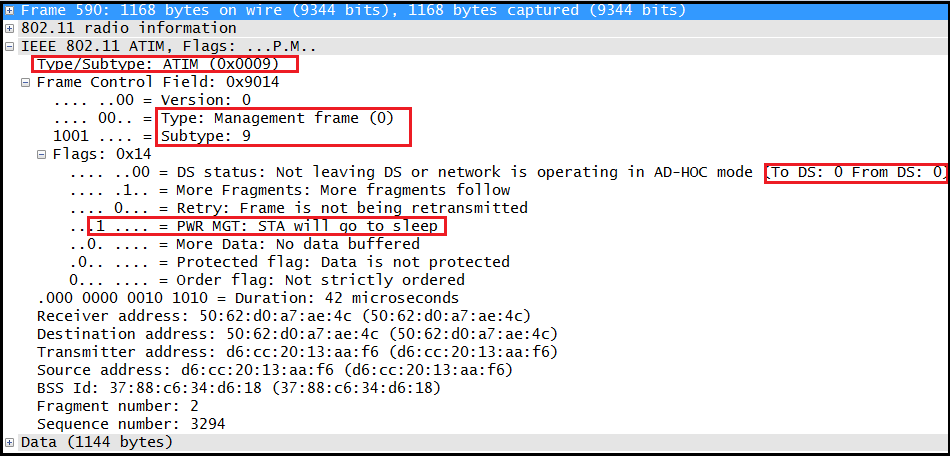 Frame 590: 1168 bytes on wire (9344 bits), 1168 bytes captured (9344 bits)
802.11 radio information
IEEE 802.11 ATIM, Flags: ...P.M..
Type/Subtype: ATIM (0x0009)
Frame Control Field: 0x9014
.... ..00 = Version: 0
.... 00.. = Type: Management frame (0)
1001 .... = Subtype: 9
Flags: 0x14
.... ..00 = DS status: Not leaving DS or network is operating in AD-HOC mode (To DS: 0 From DS: 0)
.... .1.. = More Fragments: More fragments follow
.... 0... = Retry: Frame is not being retransmitted
...1 .... = PWR MGT: STA will go to sleep
..0. .... = More Data: No data buffered
.0.. .... = Protected flag: Data is not protected
0... .... = Order flag: Not strictly ordered
.000 0000 0010 1010 = Duration: 42 microseconds
Receiver address: 50:62:d0:a7:ae:4c (50:62:d0:a7:ae:4c)
Destination address: 50:62:d0:a7:ae:4c (50:62:d0:a7:ae:4c)
Transmitter address: d6:cc:20:13:aa:f6 (d6:cc:20:13:aa:f6)
Source address: d6:cc:20:13:aa:f6 (d6:cc:20:13:aa:f6)
BSS Id: 37:88:c6:34:d6:18 (37:88:c6:34:d6:18)
Fragment number: 2
Sequence number: 3294
Data (1144 bytes)